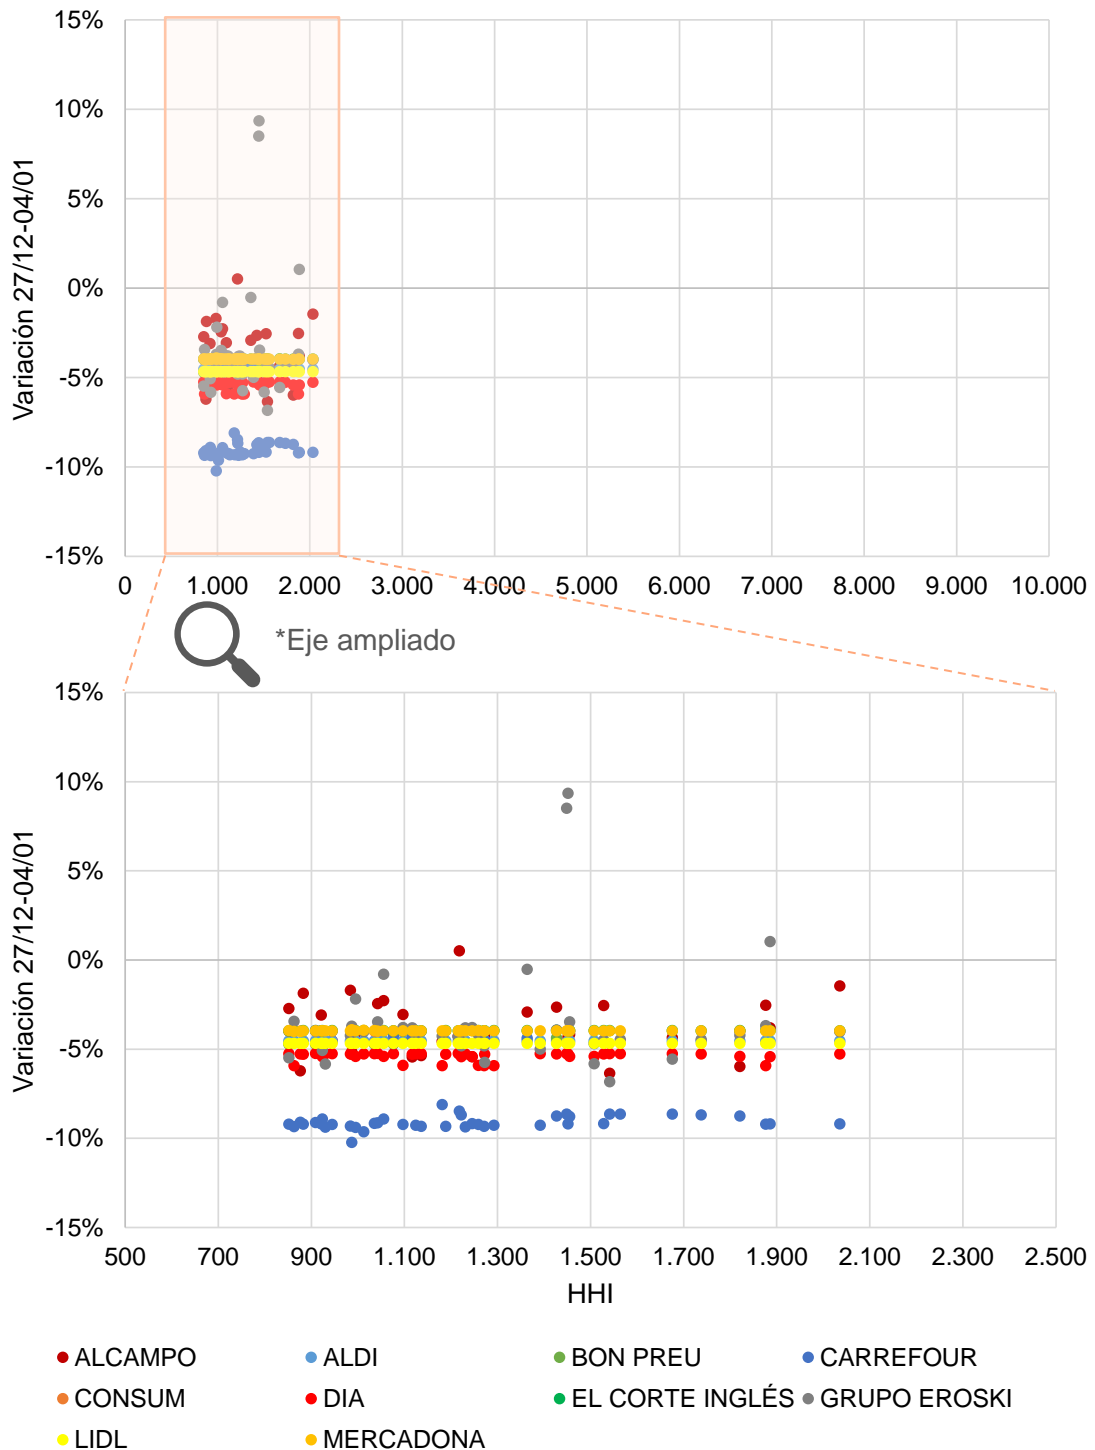 15%
10%
5%
0%
-5%
-10%
-15%
Variación 27/12-04/01
0 1.000 2.000 3.000 4.000 5.000 6.000 7.000 8.000 9.000 10.000
*Eje ampliado
15%
10%
5%
0%
-5%
-10%
-15%
Variación 27/12-04/01
500 700 900 1.100 1.300 1.500 1.700 1.900 2.100 2.300 2.500
HHI
ALCAMPO ALDI BON PREU CARREFOUR
CONSUM DIA EL CORTE INGLÉS GRUPO EROSKI
LIDL MERCADONA